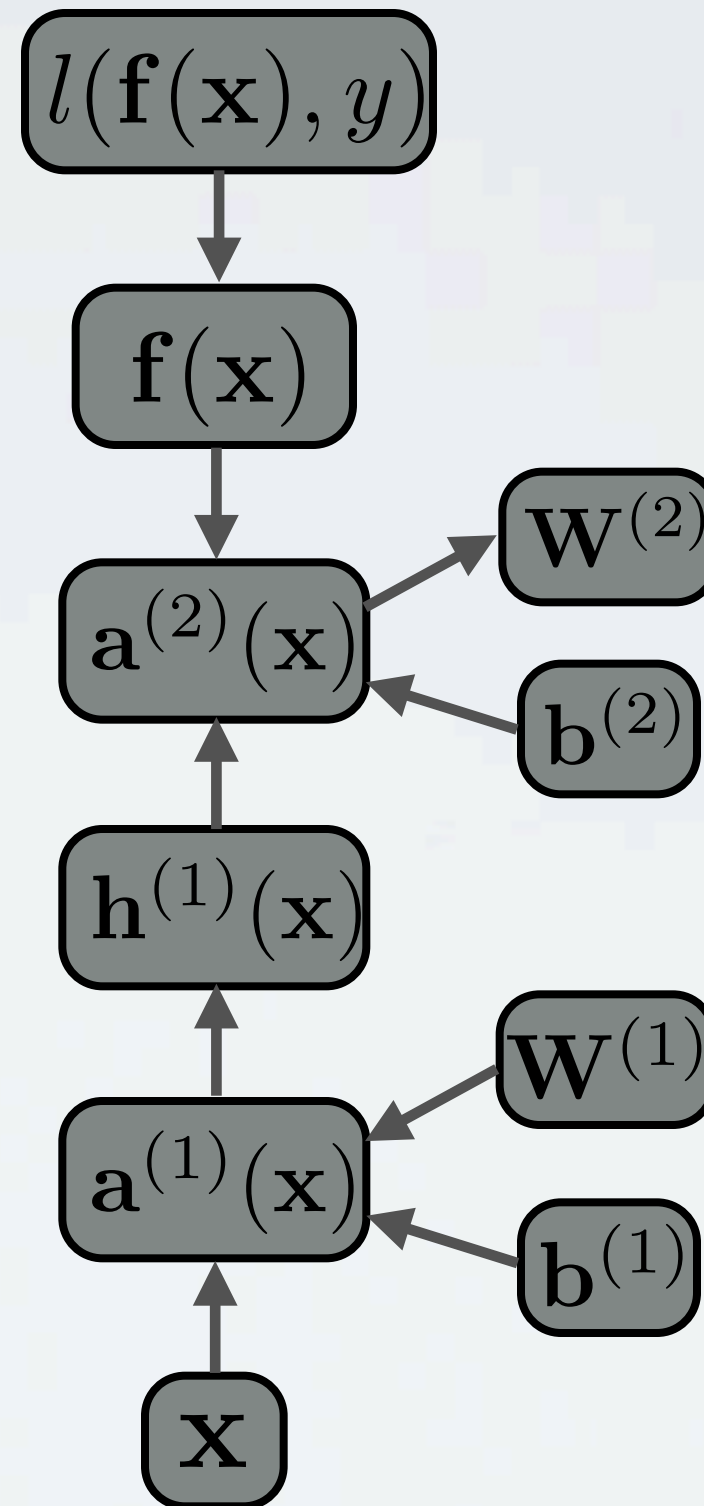 l(f(x), y)
f(x)
W⁽²⁾
a⁽²⁾(x)
b⁽²⁾
h⁽¹⁾(x)
W⁽¹⁾
a⁽¹⁾(x)
b⁽¹⁾
x